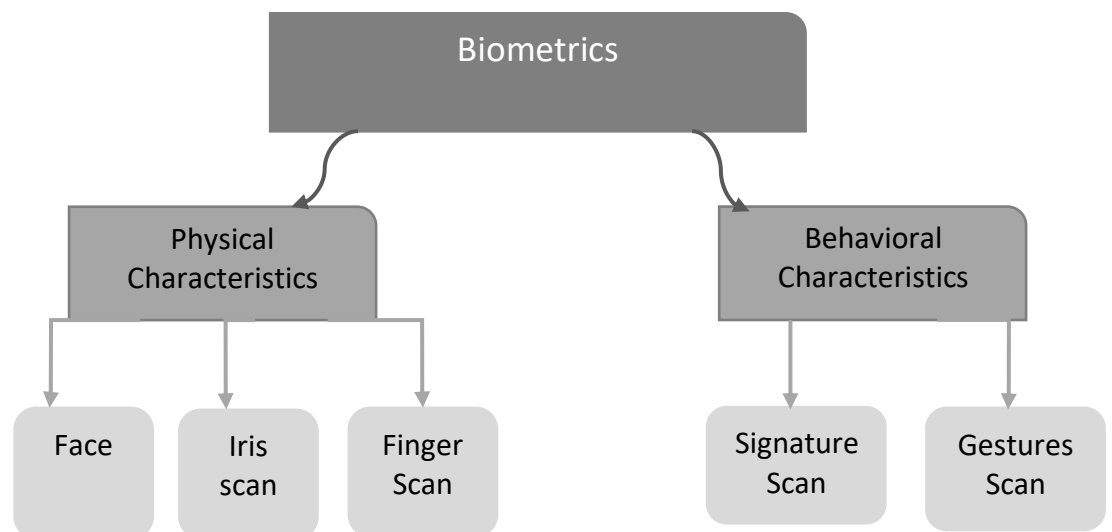 Biometrics
Physical
Characteristics
Behavioral
Characteristics
Face
Iris
scan
Finger
Scan
Signature
Scan
Gestures
Scan